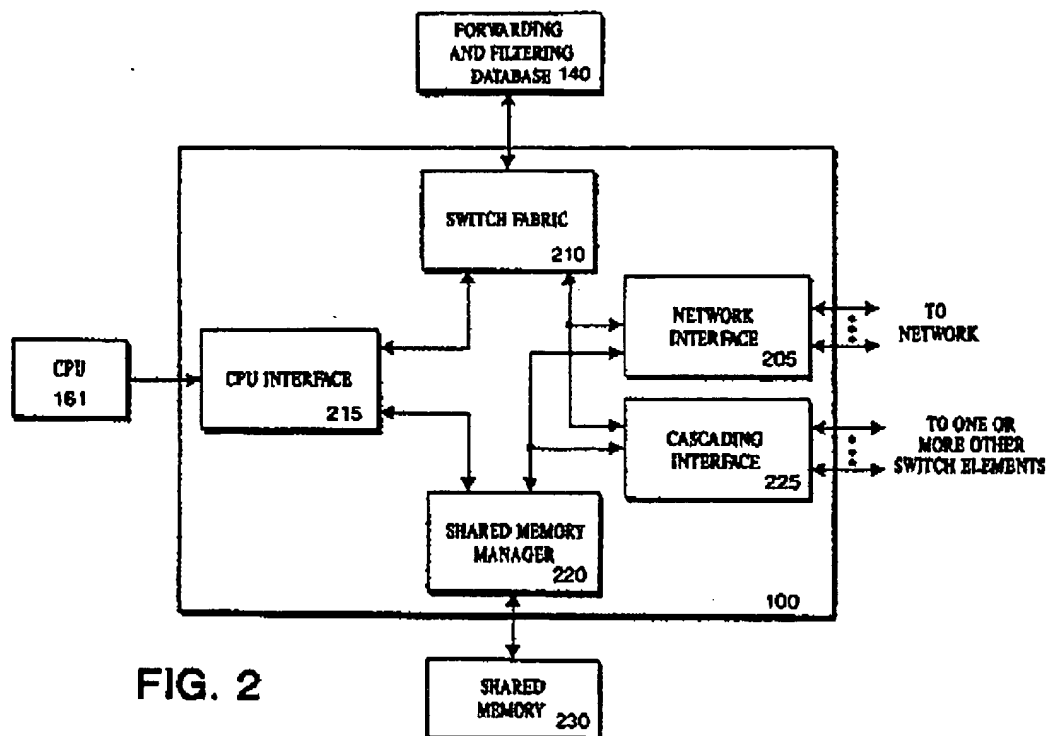 FORWARDING
AND FILTERING
DATABASE 140
SWITCH FABRIC
210
NETWORK
INTERFACE
205
TO
NETWORK
CPU
161
CPU INTERFACE
215
CASCADING
INTERFACE
225
TO ONE OR
MORE OTHER
SWITCH ELEMENTS
SHARED MEMORY
MANAGER
220
100
FIG. 2
SHARED
MEMORY
230